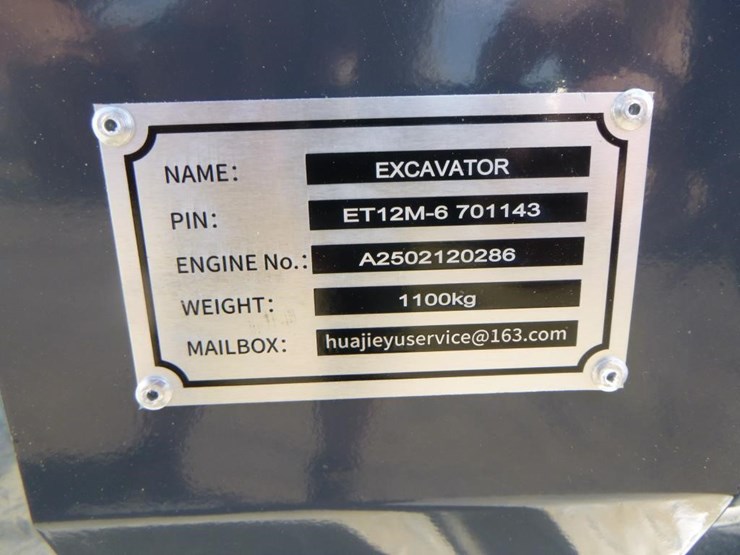 NAME: EXCAVATOR
PIN: ET12M-6 701143
ENGINE No.: A2502120286
WEIGHT: 1100kg
MAILBOX: huajieyuservice@163.com